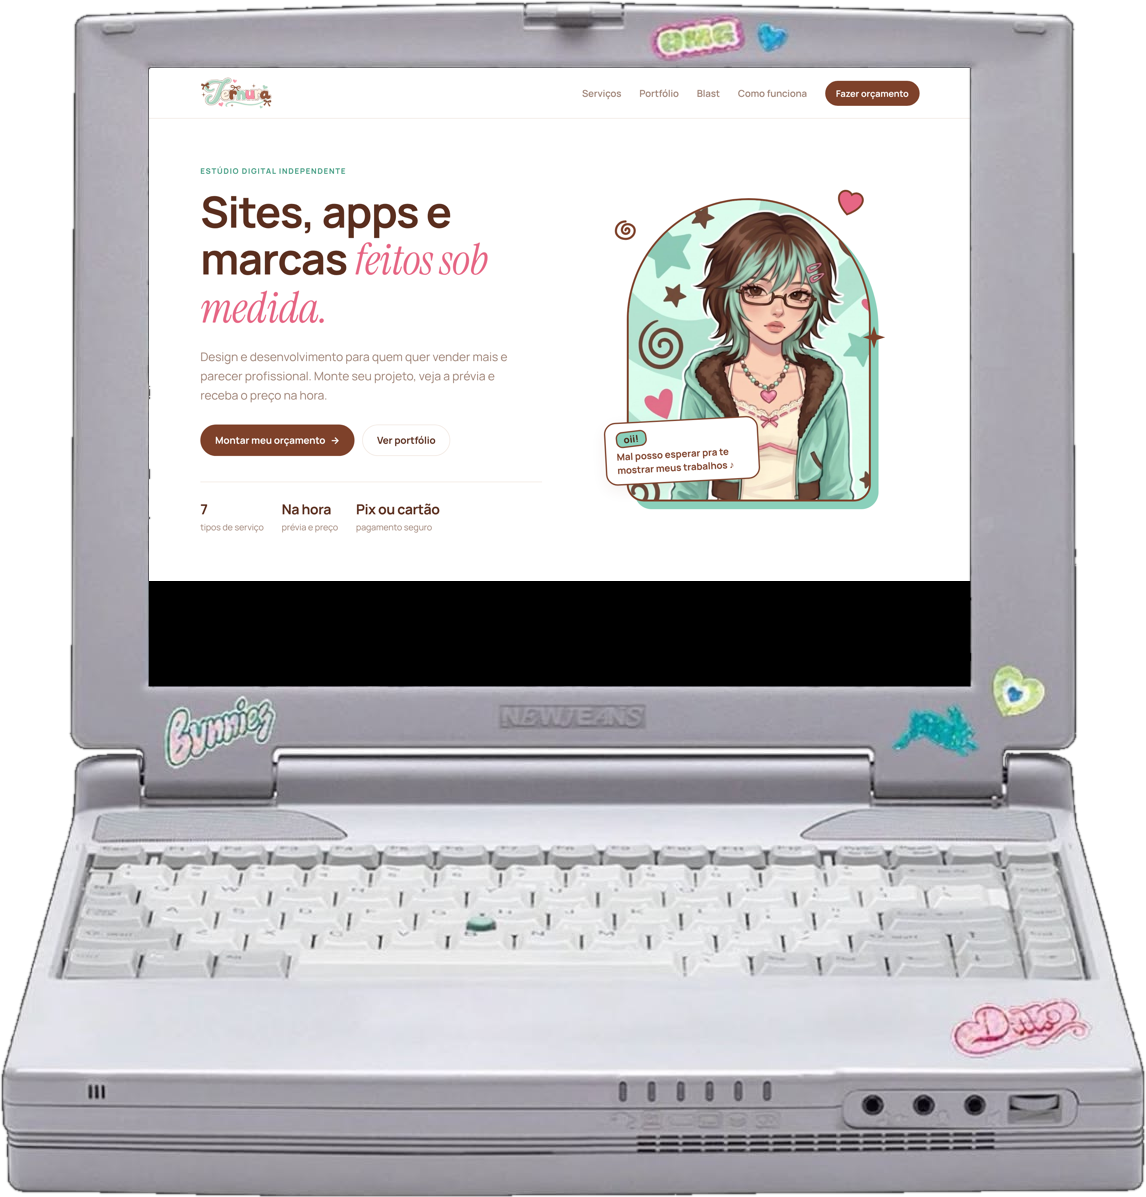 OMG
Ternura
Serviços
Portfólio
Blast
Como funciona
Fazer orçamento
ESTÚDIO DIGITAL INDEPENDENTE
Sites, apps e
marcas feitos sob
medida.
Design e desenvolvimento para quem quer vender mais e
parecer profissional. Monte seu projeto, veja a prévia e
receba o preço na hora.
Montar meu orçamento →
Ver portfólio
7
tipos de serviço
Na hora
prévia e preço
Pix ou cartão
pagamento seguro
oii!
Mal posso esperar pra te
mostrar meus trabalhos ♪
Bunnies
NEWJEANS